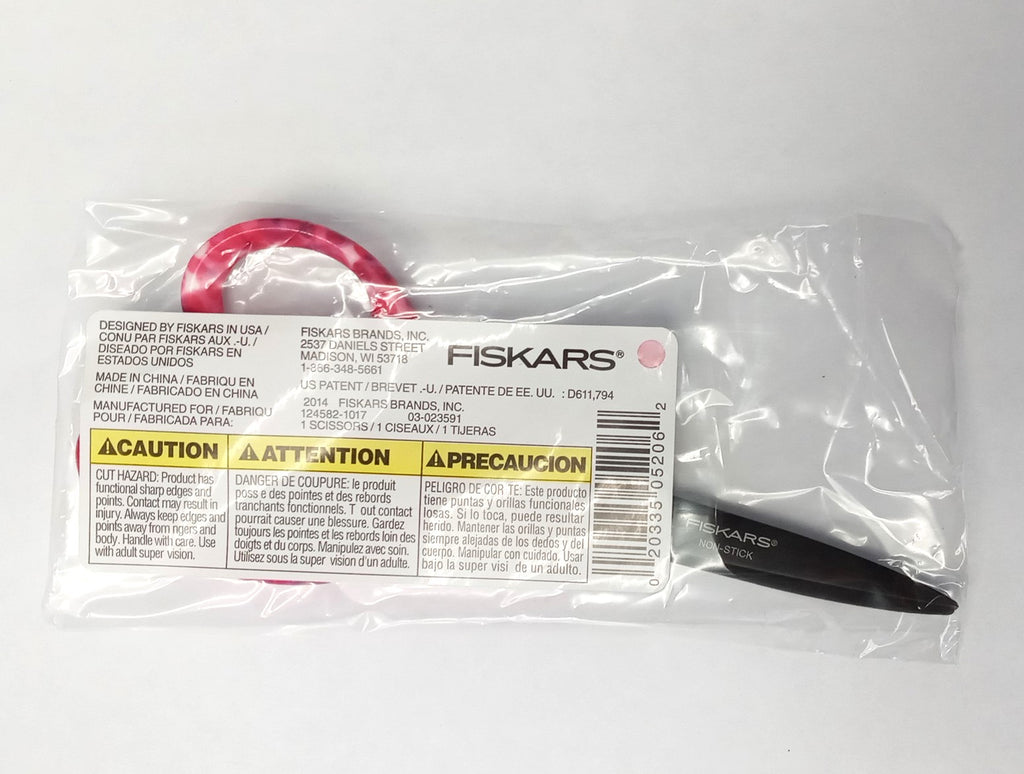 DESIGNED BY FISKARS IN USA /
CONU PAR FISKARS AUX .-U. /
DISEADO POR FISKARS EN
ESTADOS UNIDOS
MADE IN CHINA / FABRIQU EN
CHINE / FABRICADO EN CHINA
MANUFACTURED FOR / FABRIQU
POUR / FABRICADA PARA:
FISKARS BRANDS, INC.
2537 DANIELS STREET
MADISON, WI 53718
1-866-348-5661
FISKARS®
US PATENT / BREVET .-U. / PATENTE DE EE. UU. : D611,794
2014 FISKARS BRANDS, INC.
124582-1017 03-023591
1 SCISSORS / 1 CISEAUX / 1 TIJERAS
CAUTION
CUT HAZARD: Product has
functional sharp edges and
points. Contact may result in
injury. Always keep edges and
points away from ngers and
body. Handle with care. Use
with adult super vision.
ATTENTION
DANGER DE COUPURE: le produit
poss e des pointes et des rebords
tranchants fonctionnels. T out contact
pourrait causer une blessure. Gardez
toujours les pointes et les rebords loin des
doigts et du corps. Manipulez avec soin.
Utilisez sous la super vision d'un adulte.
PRECAUCION
PELIGRO DE COR TE: Este producto
tiene puntas y orillas funcionales
losas. Si lo toca, puede resultar
herido. Mantener las orillas y puntas
siempre alejadas de los dedos y del
cuerpo. Manipular con cuidado. Usar
bajo la super visi de un adulto.
0 20335 05206 2
FISKARS®
NON-STICK